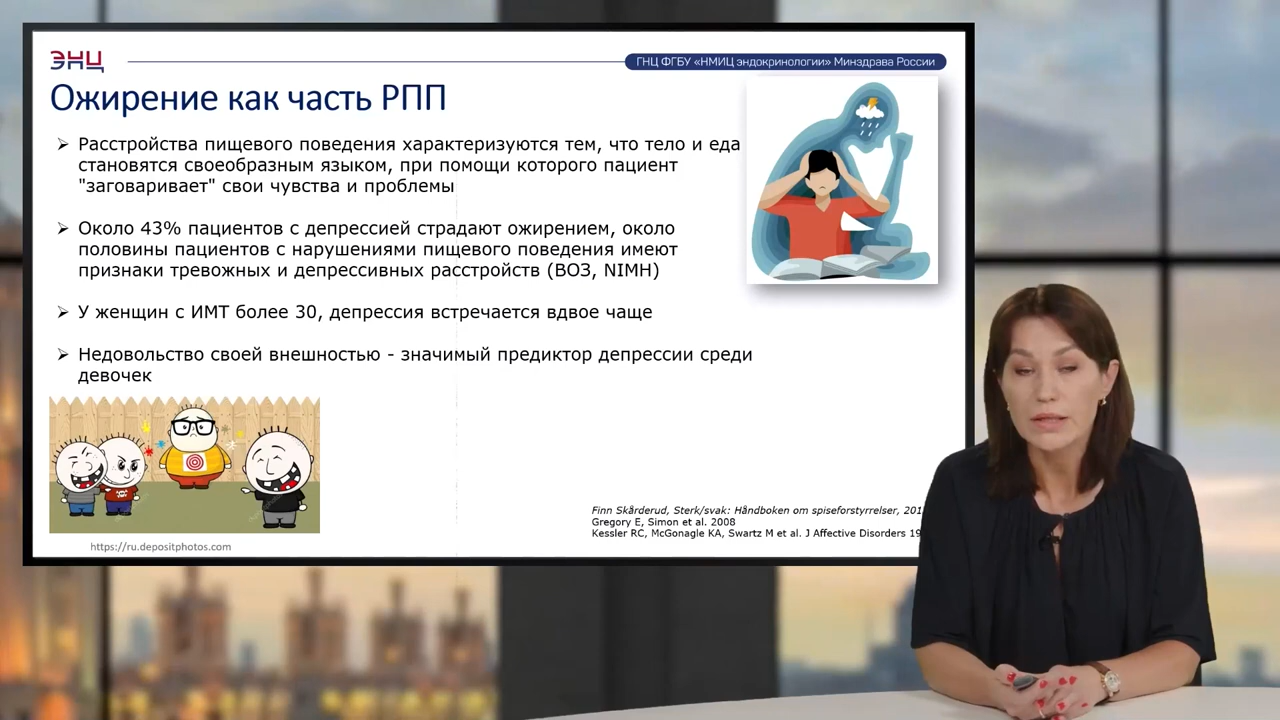 ЭНЦ
ГНЦ ФГБУ «НМИЦ эндокринологии» Минздрава России
Ожирение как часть РПП
Расстройства пищевого поведения характеризуются тем, что тело и еда
становятся своеобразным языком, при помощи которого пациент
"заговаривает" свои чувства и проблемы
Около 43% пациентов с депрессией страдают ожирением, около
половины пациентов с нарушениями пищевого поведения имеют
признаки тревожных и депрессивных расстройств (ВОЗ, NIMH)
У женщин с ИМТ более 30, депрессия встречается вдвое чаще
Недовольство своей внешностью - значимый предиктор депрессии среди
девочек
Finn Skårderud, Sterk/svak: Håndboken om spiseforstyrrelser, 201
Gregory E, Simon et al. 2008
Kessler RC, McGonagle KA, Swartz M et al. J Affective Disorders 19
https://ru.depositphotos.com